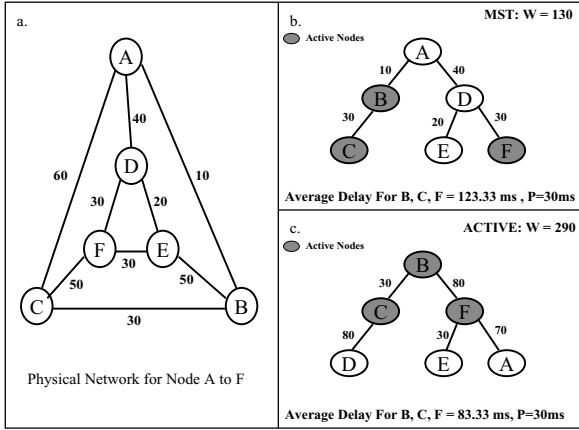 a.
A
40
D
60
10
30
20
F
30
E
50
50
C
30
B
Physical Network for Node A to F
b.
MST: W = 130
Active Nodes
A
10
40
B
D
30
20
30
C
E
F
Average Delay For B, C, F = 123.33 ms , P=30ms
c.
ACTIVE: W = 290
Active Nodes
B
30
80
C
F
80
30
70
D
E
A
Average Delay For B, C, F = 83.33 ms, P=30ms